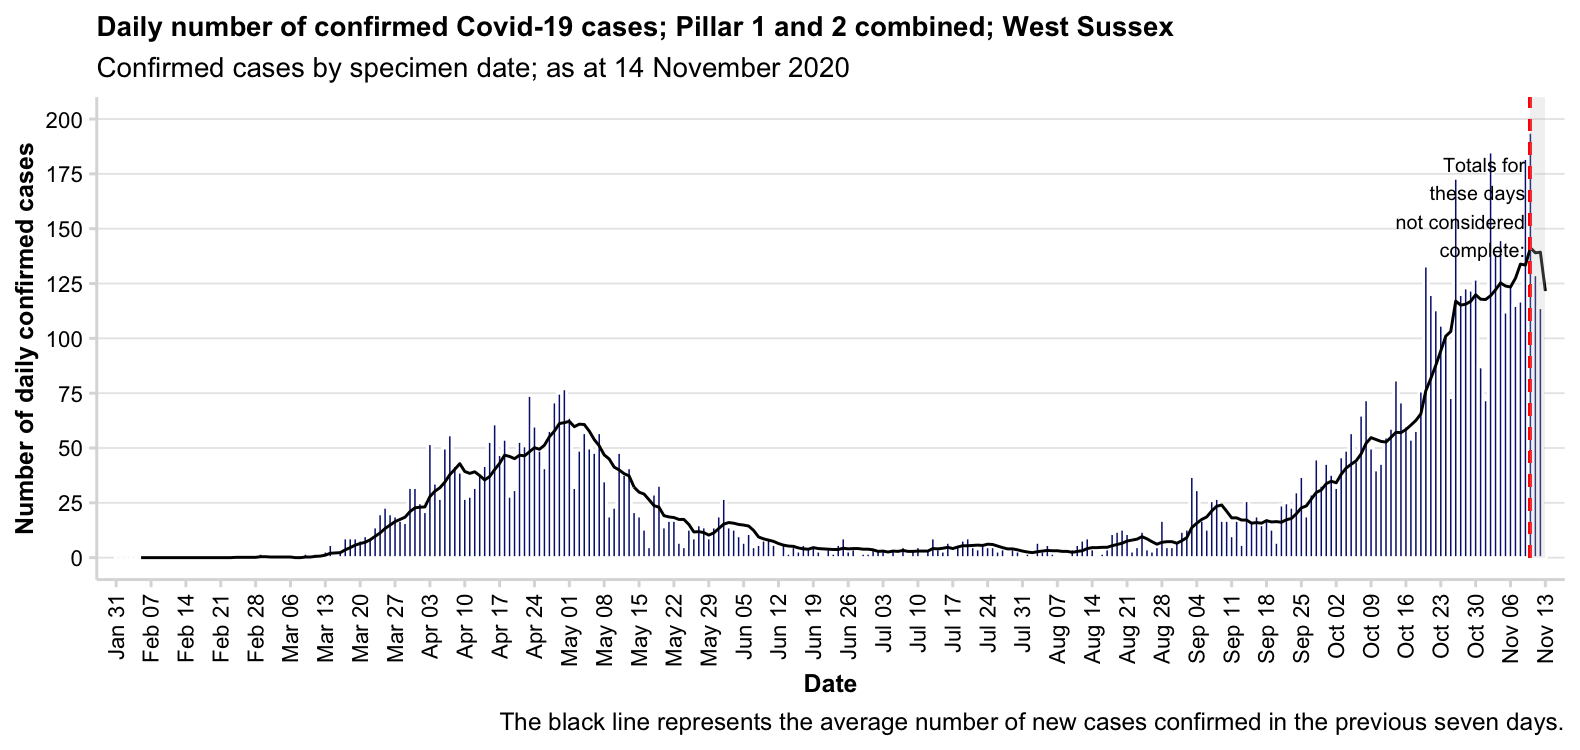 Daily number of confirmed Covid-19 cases; Pillar 1 and 2 combined; West Sussex
Confirmed cases by specimen date; as at 14 November 2020
Number of daily confirmed cases
200
175
150
125
100
75
50
25
0
Totals for
these days
not considered
complete:
Jan 31
Feb 07
Feb 14
Feb 21
Feb 28
Mar 06
Mar 13
Mar 20
Mar 27
Apr 03
Apr 10
Apr 17
Apr 24
May 01
May 08
May 15
May 22
May 29
Jun 05
Jun 12
Jun 19
Jun 26
Jul 03
Jul 10
Jul 17
Jul 24
Jul 31
Aug 07
Aug 14
Aug 21
Aug 28
Sep 04
Sep 11
Sep 18
Sep 25
Oct 02
Oct 09
Oct 16
Oct 23
Oct 30
Nov 06
Nov 13
Date
The black line represents the average number of new cases confirmed in the previous seven days.